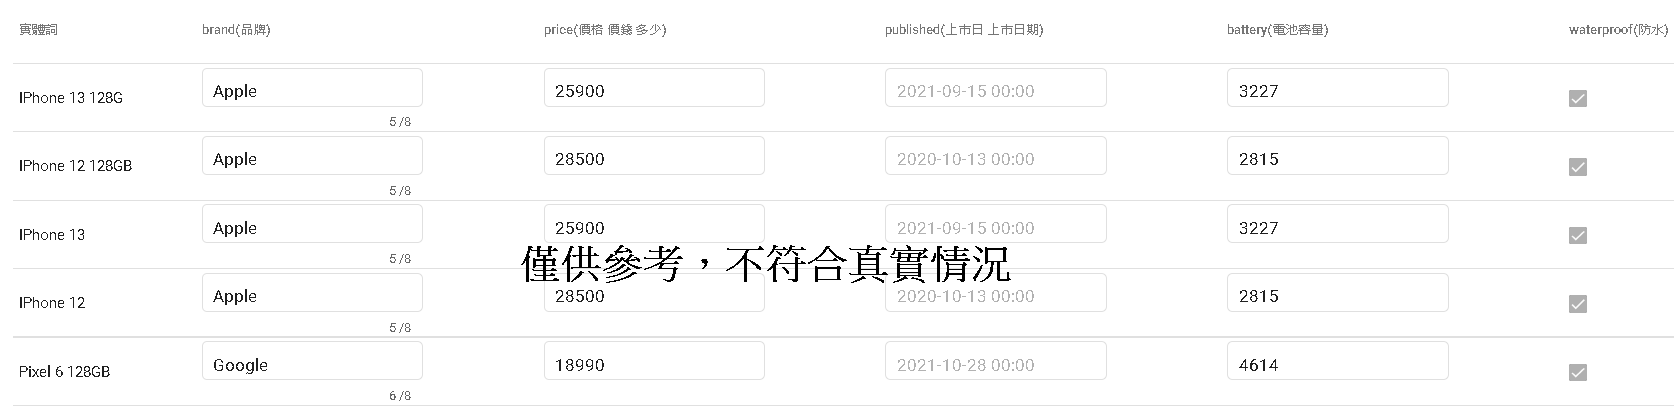 實體詞 brand(品牌) price(價格 價錢 多少) published(上市日 上市日期) battery(電池容量) waterproof(防水)
IPhone 13 128G Apple 25900 2021-09-15 00:00 3227
5 /8
IPhone 12 128GB Apple 28500 2020-10-13 00:00 2815
5 /8
IPhone 13 Apple 25900 2021-09-15 00:00 3227
5 /8
僅供參考,不符合真實情況
IPhone 12 Apple 28500 2020-10-13 00:00 2815
5 /8
Pixel 6 128GB Google 18990 2021-10-28 00:00 4614
6 /8